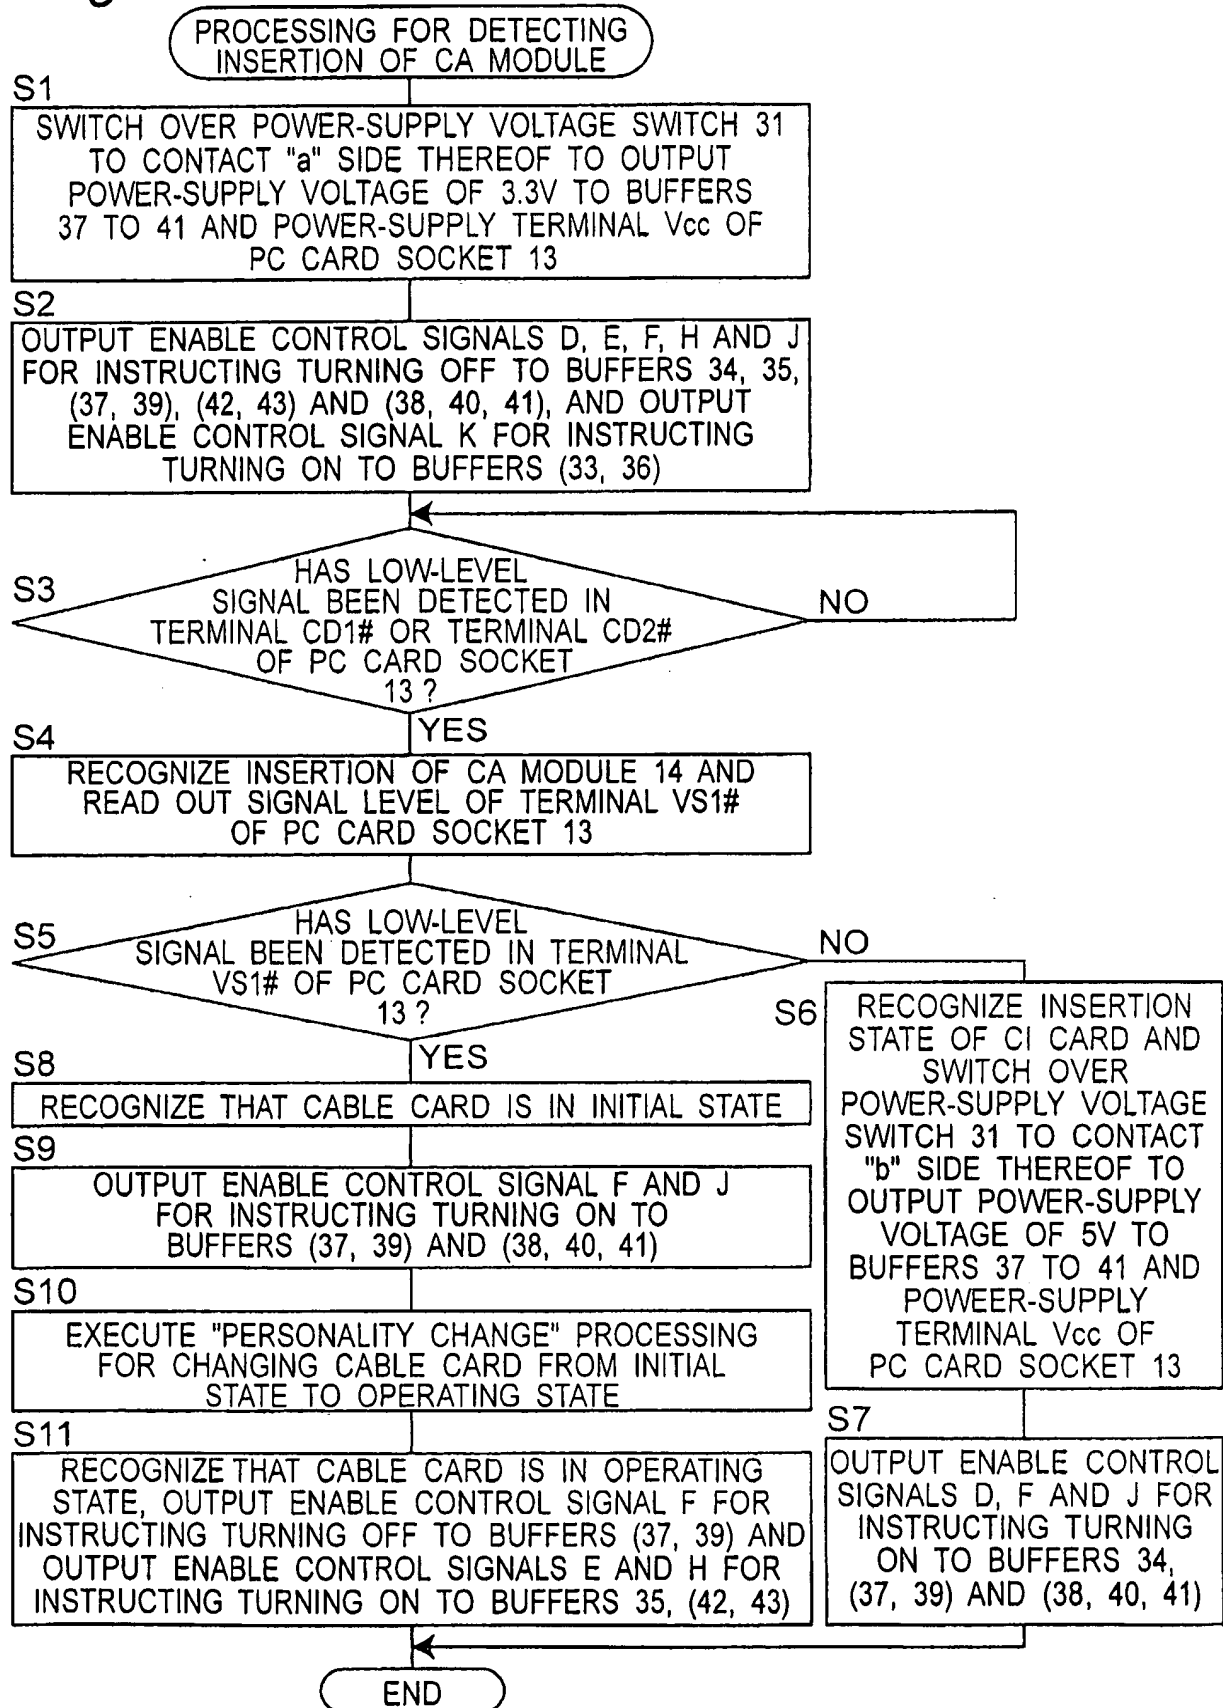 PROCESSING FOR DETECTING
INSERTION OF CA MODULE
S1
SWITCH OVER POWER-SUPPLY VOLTAGE SWITCH 31
TO CONTACT "a" SIDE THEREOF TO OUTPUT
POWER-SUPPLY VOLTAGE OF 3.3V TO BUFFERS
37 TO 41 AND POWER-SUPPLY TERMINAL Vcc OF
PC CARD SOCKET 13
S2
OUTPUT ENABLE CONTROL SIGNALS D, E, F, H AND J
FOR INSTRUCTING TURNING OFF TO BUFFERS 34, 35,
(37, 39), (42, 43) AND (38, 40, 41), AND OUTPUT
ENABLE CONTROL SIGNAL K FOR INSTRUCTING
TURNING ON TO BUFFERS (33, 36)
S3
HAS LOW-LEVEL
SIGNAL BEEN DETECTED IN
TERMINAL CD1# OR TERMINAL CD2#
OF PC CARD SOCKET
13 ?
NO
YES
S4
RECOGNIZE INSERTION OF CA MODULE 14 AND
READ OUT SIGNAL LEVEL OF TERMINAL VS1#
OF PC CARD SOCKET 13
S5
HAS LOW-LEVEL
SIGNAL BEEN DETECTED IN TERMINAL
VS1# OF PC CARD SOCKET
13 ?
NO
YES
S6
RECOGNIZE INSERTION
STATE OF CI CARD AND
SWITCH OVER
POWER-SUPPLY VOLTAGE
SWITCH 31 TO CONTACT
"b" SIDE THEREOF TO
OUTPUT POWER-SUPPLY
VOLTAGE OF 5V TO
BUFFERS 37 TO 41 AND
POWEER-SUPPLY
TERMINAL Vcc OF
PC CARD SOCKET 13
S7
OUTPUT ENABLE CONTROL
SIGNALS D, F AND J FOR
INSTRUCTING TURNING
ON TO BUFFERS 34,
(37, 39) AND (38, 40, 41)
S8
RECOGNIZE THAT CABLE CARD IS IN INITIAL STATE
S9
OUTPUT ENABLE CONTROL SIGNAL F AND J
FOR INSTRUCTING TURNING ON TO
BUFFERS (37, 39) AND (38, 40, 41)
S10
EXECUTE "PERSONALITY CHANGE" PROCESSING
FOR CHANGING CABLE CARD FROM INITIAL
STATE TO OPERATING STATE
S11
RECOGNIZE THAT CABLE CARD IS IN OPERATING
STATE, OUTPUT ENABLE CONTROL SIGNAL F FOR
INSTRUCTING TURNING OFF TO BUFFERS (37, 39) AND
OUTPUT ENABLE CONTROL SIGNALS E AND H FOR
INSTRUCTING TURNING ON TO BUFFERS 35, (42, 43)
END